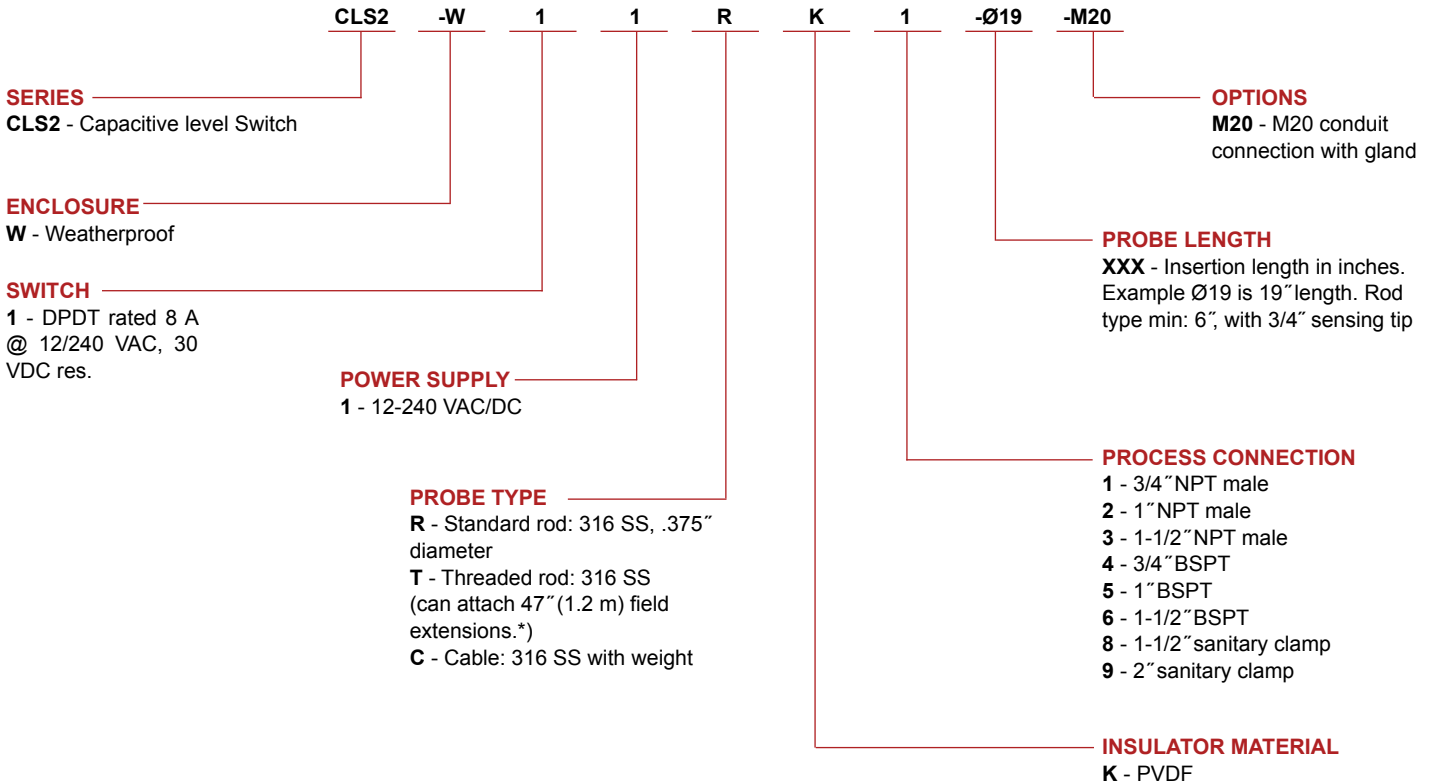 CLS2 -W 1 1 R K 1 -Ø19 -M20
SERIES
CLS2 - Capacitive level Switch
ENCLOSURE
W - Weatherproof
SWITCH
1 - DPDT rated 8 A
@ 12/240 VAC, 30
VDC res.
POWER SUPPLY
1 - 12-240 VAC/DC
PROBE TYPE
R - Standard rod: 316 SS, .375˝
diameter
T - Threaded rod: 316 SS
(can attach 47˝(1.2 m) field
extensions.*)
C - Cable: 316 SS with weight
OPTIONS
M20 - M20 conduit
connection with gland
PROBE LENGTH
XXX - Insertion length in inches.
Example Ø19 is 19˝length. Rod
type min: 6˝, with 3/4˝ sensing tip
PROCESS CONNECTION
1 - 3/4˝NPT male
2 - 1˝NPT male
3 - 1-1/2˝NPT male
4 - 3/4˝BSPT
5 - 1˝BSPT
6 - 1-1/2˝BSPT
8 - 1-1/2˝sanitary clamp
9 - 2˝sanitary clamp
INSULATOR MATERIAL
K - PVDF